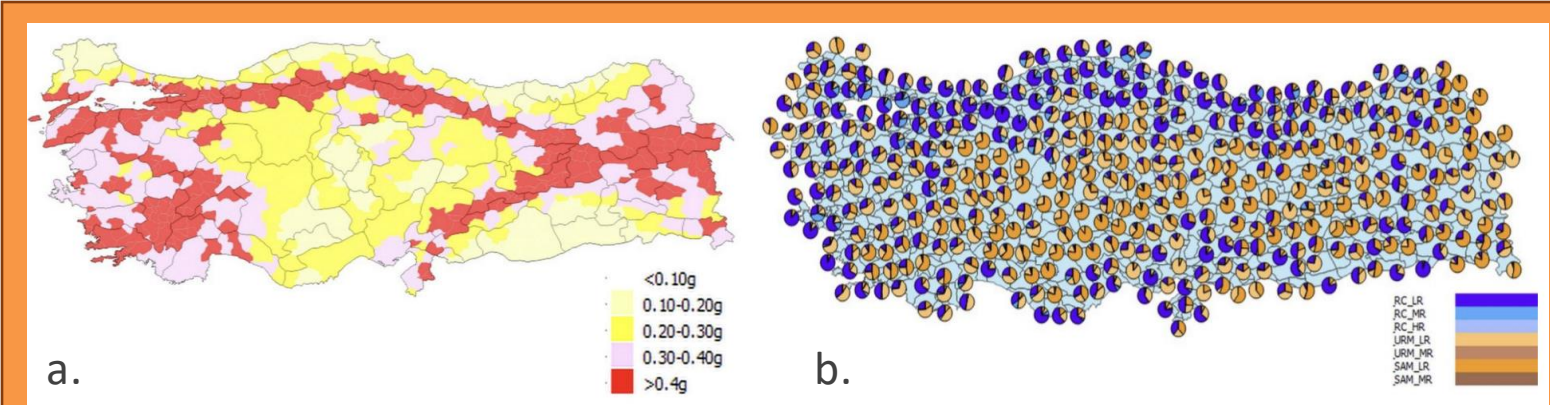 <0.10g
0.10-0.20g
0.20-0.30g
0.30-0.40g
>0.4g
a.
b.
RC_LR
RC_MR
RC_HR
URM_LR
URM_MR
SAM_LR
SAM_MR